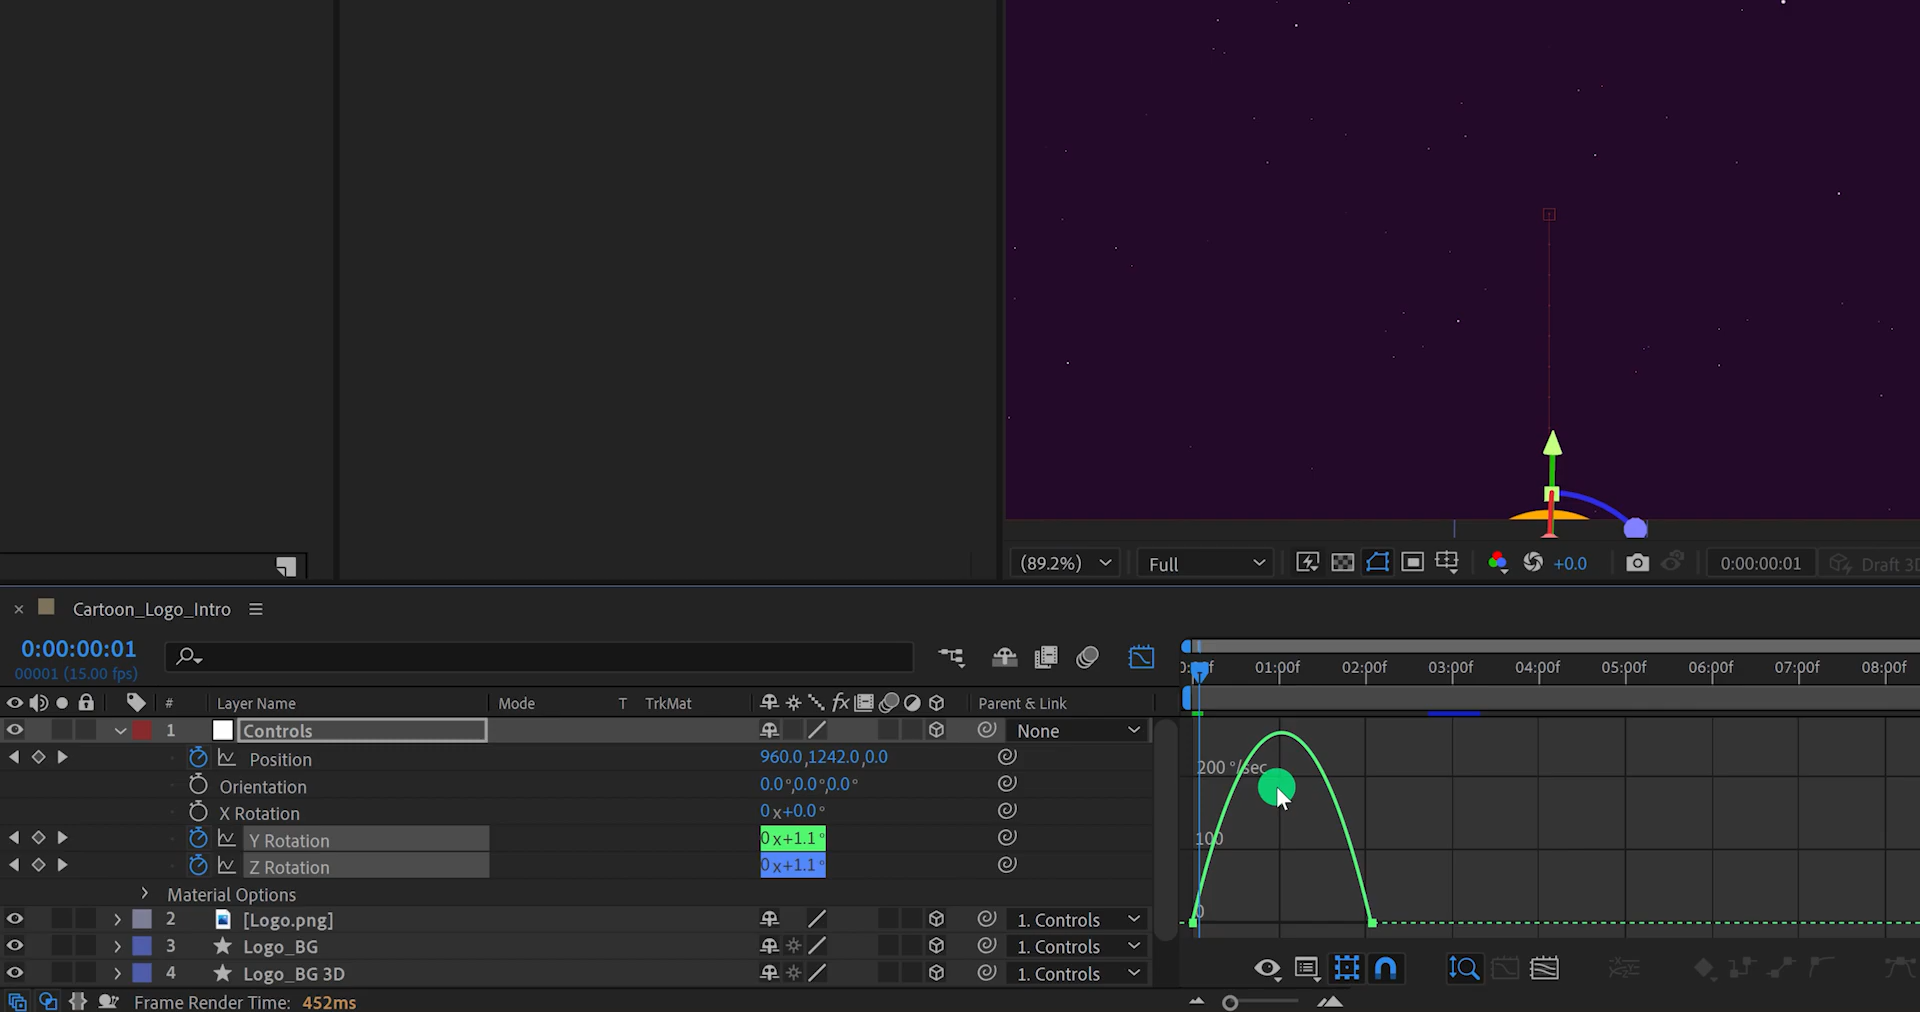 (89.2%) Full +0.0 0:00:00:01 Draft 3D
Cartoon_Logo_Intro
0:00:00:01
00001 (15.00 fps)
01:00f 02:00f 03:00f 04:00f 05:00f 06:00f 07:00f 08:00f
# Layer Name Mode T TrkMat fx Parent & Link
1 Controls None
Position 960.0,1242.0,0.0
Orientation 0.0°,0.0°,0.0°
X Rotation 0x+0.0°
Y Rotation 0x+1.1°
Z Rotation 0x+1.1°
Material Options
2 [Logo.png] 1. Controls
3 Logo_BG 1. Controls
4 Logo_BG 3D 1. Controls
200 °/sec
100
0
Frame Render Time: 452ms